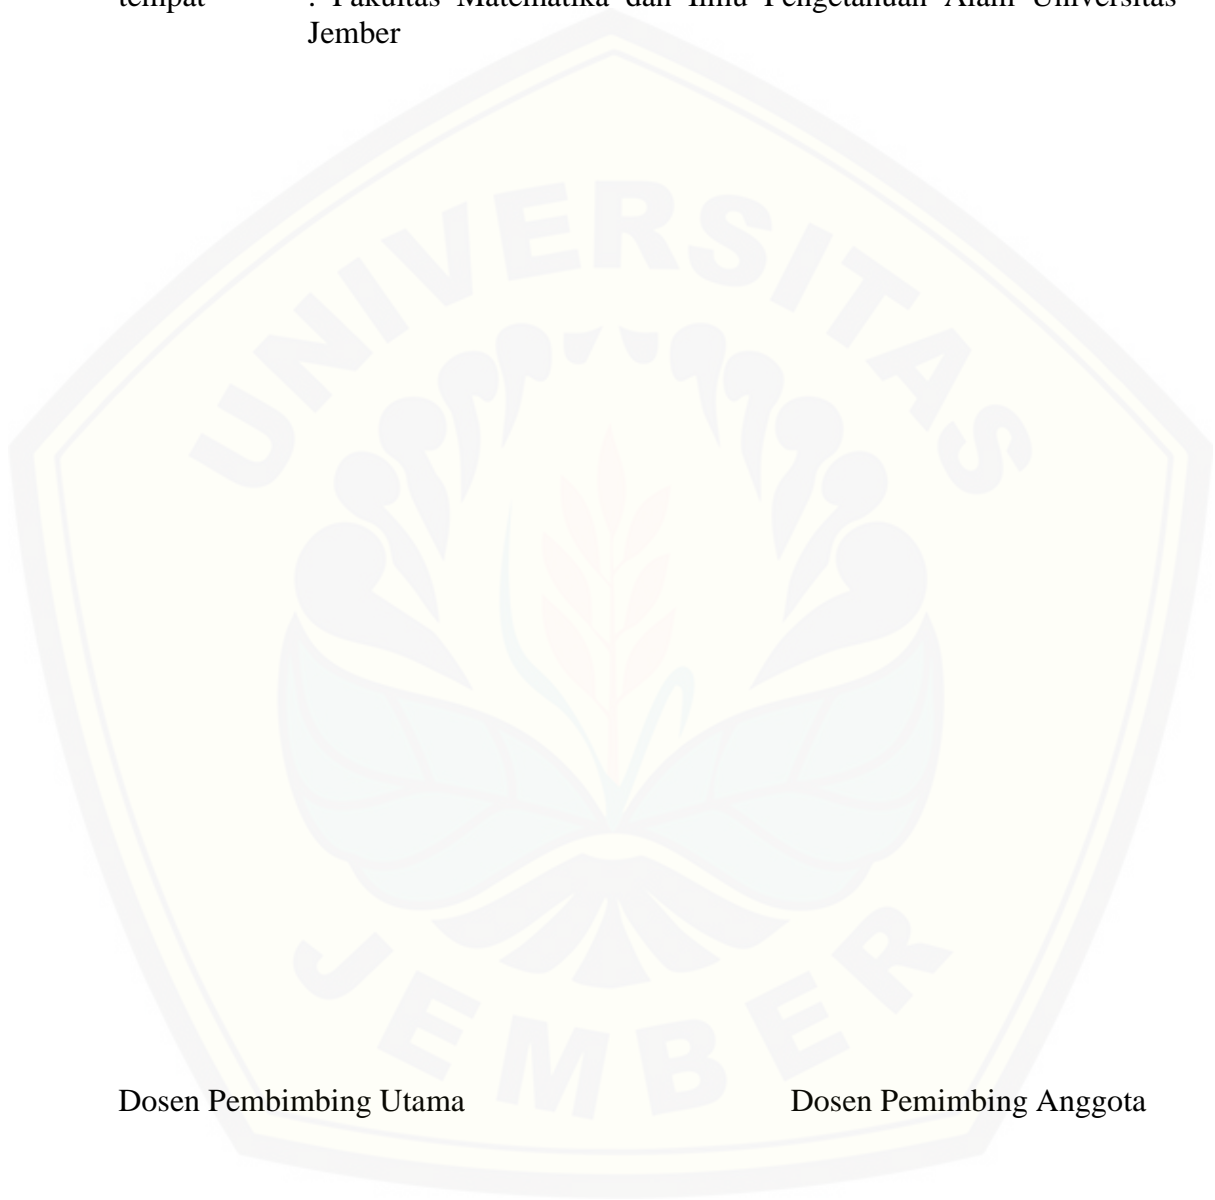 tempat : Fakultas Matematika dan Ilmu Pengetahuan Alam Universitas
Jember
UNIVERSITAS
JEMBER
Dosen Pembimbing Utama Dosen Pemimbing Anggota